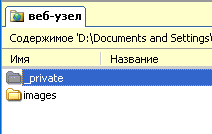 веб-узел
Содержимое 'D:\Documents and Settings\
Имя Название
_private
images